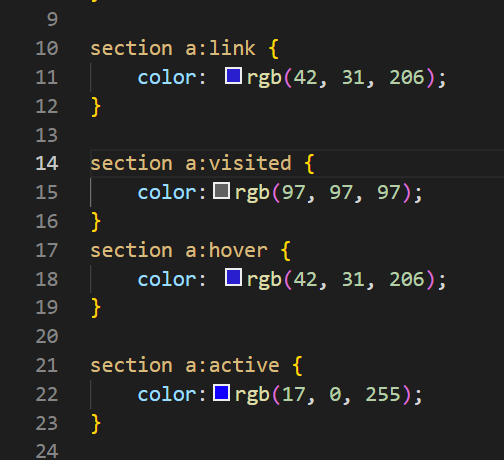 9
10 section a:link {
11     color:  rgb(42, 31, 206);
12 }
13
14 section a:visited {
15     color: rgb(97, 97, 97);
16 }
17 section a:hover {
18     color:  rgb(42, 31, 206);
19 }
20
21 section a:active {
22     color: rgb(17, 0, 255);
23 }
24